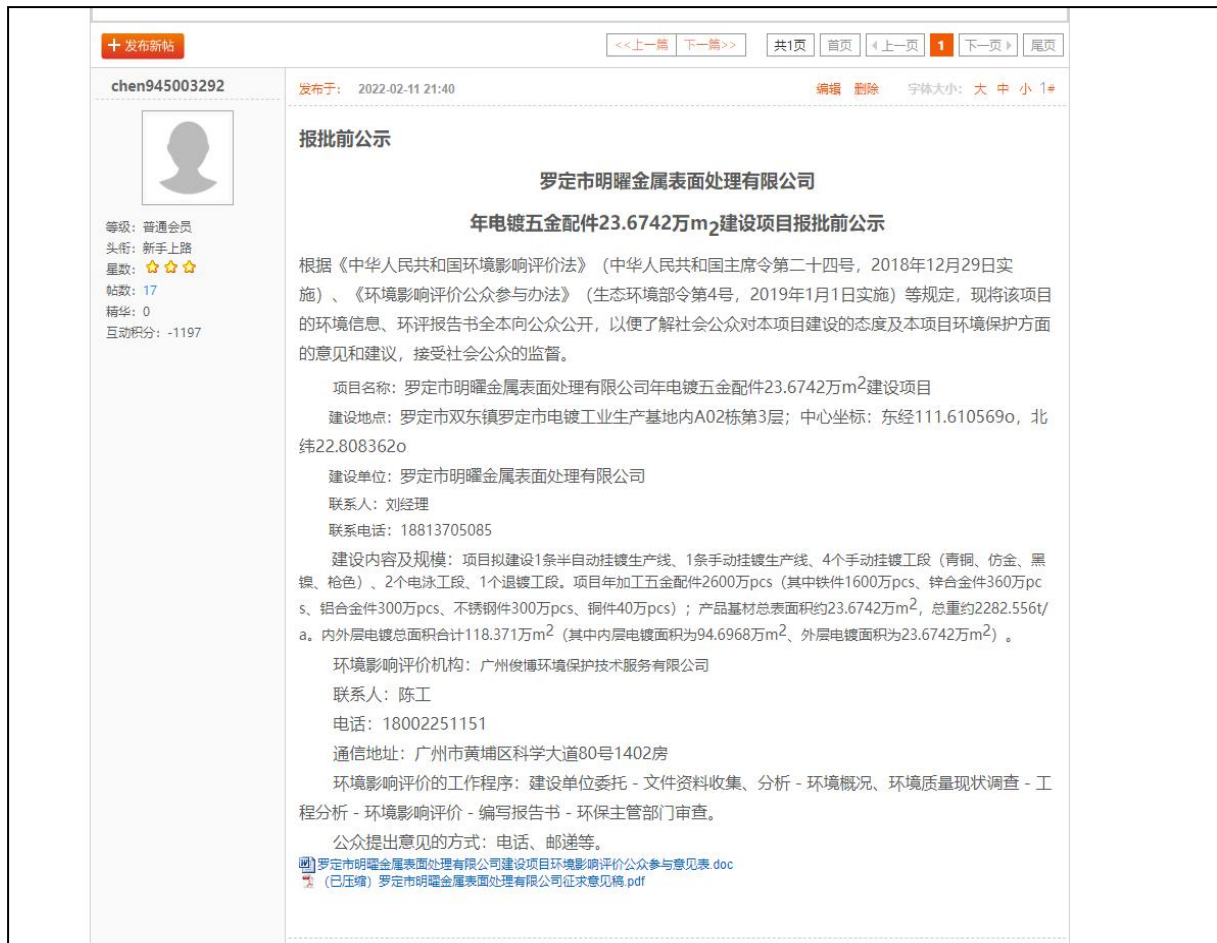 + 发布新帖
<<上一篇 下一篇>> 共1页 首页 上一页 1 下一页 尾页
chen945003292
发布于: 2022-02-11 21:40 编辑 删除 字体大小: 大 中 小 1#
等级: 普通会员
头衔: 新手上路
星数:
帖数: 17
精华: 0
互动积分: -1197
报批前公示
罗定市明曜金属表面处理有限公司
年电镀五金配件23.6742万m2建设项目报批前公示
根据《中华人民共和国环境影响评价法》（中华人民共和国主席令第二十四号，2018年12月29日实
施）、《环境影响评价公众参与办法》（生态环境部令第4号，2019年1月1日实施）等规定，现将该项目
的环境信息、环评报告书全本向公众公开，以便了解社会公众对本项目建设的态度及本项目环境保护方面
的意见和建议，接受社会公众的监督。
项目名称：罗定市明曜金属表面处理有限公司年电镀五金配件23.6742万m2建设项目
建设地点：罗定市双东镇罗定市电镀工业生产基地内A02栋第3层；中心坐标：东经111.610569o，北
纬22.808362o
建设单位：罗定市明曜金属表面处理有限公司
联系人：刘经理
联系电话：18813705085
建设内容及规模：项目拟建设1条半自动挂镀生产线、1条手动挂镀生产线、4个手动挂镀工段（青铜、仿金、黑
镍、枪色）、2个电泳工段、1个退镀工段。项目年加工五金配件2600万pcs（其中铁件1600万pcs、锌合金件360万pc
s、铝合金件300万pcs、不锈钢件300万pcs、铜件40万pcs）；产品基材总表面积约23.6742万m2，总重约2282.556t/
a。内外层电镀总面积合计118.371万m2（其中内层电镀面积为94.6968万m2、外层电镀面积为23.6742万m2）。
环境影响评价机构：广州俊博环境保护技术服务有限公司
联系人：陈工
电话：18002251151
通信地址：广州市黄埔区科学大道80号1402房
环境影响评价的工作程序：建设单位委托 - 文件资料收集、分析 - 环境概况、环境质量现状调查 - 工
程分析 - 环境影响评价 - 编写报告书 - 环保主管部门审查。
公众提出意见的方式：电话、邮递等。
罗定市明曜金属表面处理有限公司建设项目环境影响评价公众参与意见表.doc
（已压缩）罗定市明曜金属表面处理有限公司征求意见稿.pdf